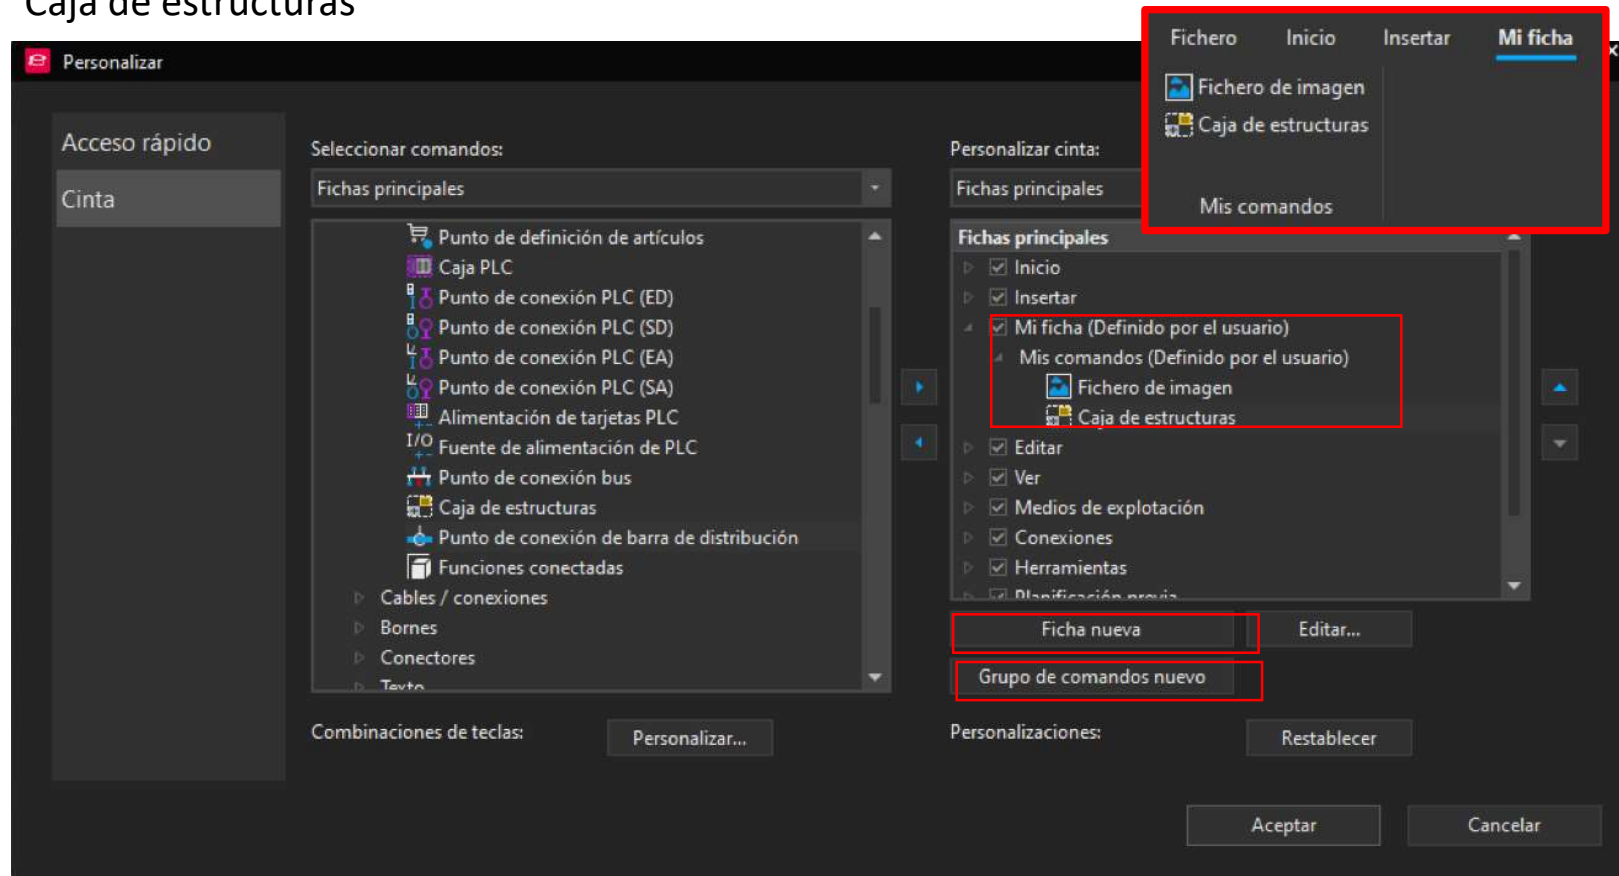 Caja de estructuras
Personalizar
Fichero Inicio Insertar Mi ficha
Fichero de imagen
Caja de estructuras
Mis comandos
Acceso rápido
Cinta
Seleccionar comandos:
Fichas principales
Punto de definición de artículos
Caja PLC
Punto de conexión PLC (ED)
Punto de conexión PLC (SD)
Punto de conexión PLC (EA)
Punto de conexión PLC (SA)
Alimentación de tarjetas PLC
I/O Fuente de alimentación de PLC
Punto de conexión bus
Caja de estructuras
Punto de conexión de barra de distribución
Funciones conectadas
Cables / conexiones
Bornes
Conectores
Texto
Combinaciones de teclas: Personalizar...
Personalizar cinta:
Fichas principales
Fichas principales
Inicio
Insertar
Mi ficha (Definido por el usuario)
Mis comandos (Definido por el usuario)
Fichero de imagen
Caja de estructuras
Editar
Ver
Medios de explotación
Conexiones
Herramientas
Planificación previa
Ficha nueva Editar...
Grupo de comandos nuevo
Personalizaciones: Restablecer
Aceptar Cancelar